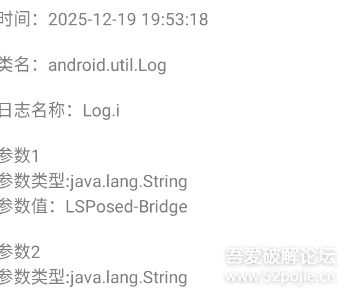 时间：2025-12-19 19:53:18
类名：android.util.Log
日志名称：Log.i
参数1
参数类型:java.lang.String
参数值：LSPosed-Bridge
参数2
参数类型:java.lang.String
吾爱破解论坛
www.52pojie.cn